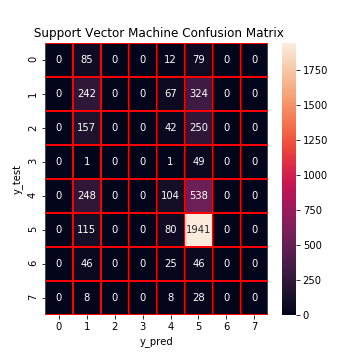 Support Vector Machine Confusion Matrix
y_test
0 0 85 0 0 12 79 0 0
1 0 242 0 0 67 324 0 0
2 0 157 0 0 42 250 0 0
3 0 1 0 0 1 49 0 0
4 0 248 0 0 104 538 0 0
5 0 115 0 0 80 1941 0 0
6 0 46 0 0 25 46 0 0
7 0 8 0 0 8 28 0 0
0 1 2 3 4 5 6 7
y_pred
1750
1500
1250
1000
750
500
250
0